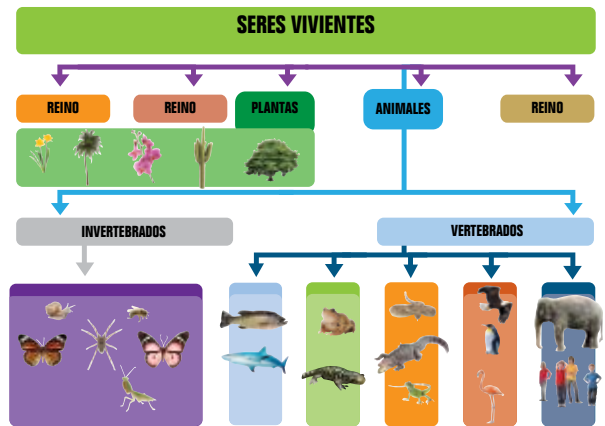 SERES VIVIENTES
REINO
REINO
PLANTAS
ANIMALES
REINO
INVERTEBRADOS
VERTEBRADOS